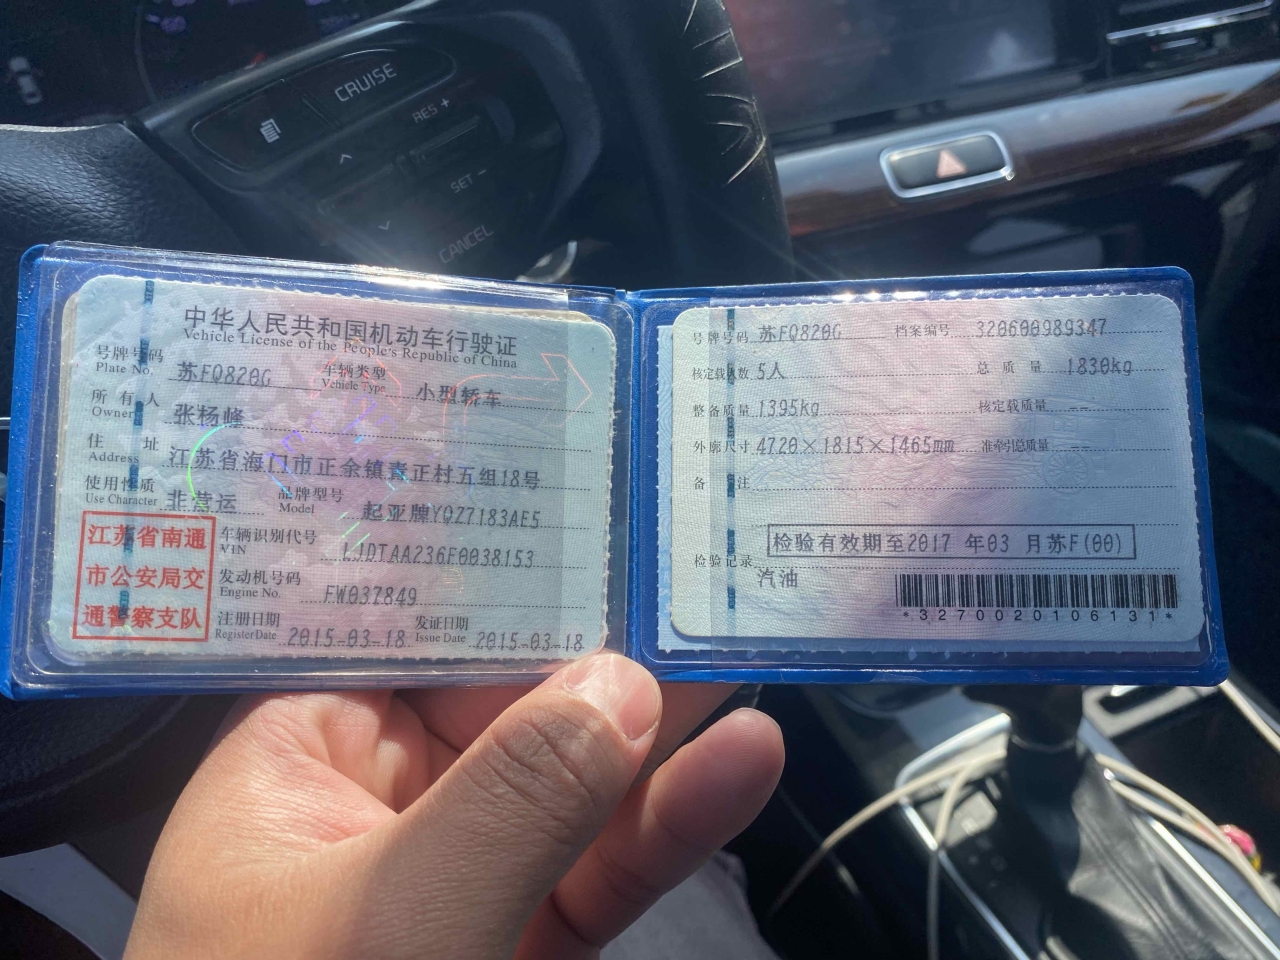 CRUISE
RES +
SET -
CANCEL
中华人民共和国机动车行驶证
Vehicle License of the People's Republic of China
号牌号码 苏FQ820G 车辆类型 小型轿车
Plate No. Vehicle Type
所有人 张杨峰
Owner
住址 江苏省海门市正余镇真正村五组18号
Address
使用性质 非营运 品牌型号 起亚牌YQZ7183AE5
Use Character Model
江苏省南通
市公安局交
通警察支队
车辆识别代号 LJDTAA236F0038153
VIN
发动机号码 FW037849
Engine No.
注册日期 2015-03-18 发证日期 2015-03-18
Register Date Issue Date
号牌号码 苏FQ820G 档案编号 320600989347
核定载人数 5人 总质量 1830kg
整备质量 1395kg 核定载质量 --
外廓尺寸 4720×1815×1465mm 准牵引总质量 --
备注
检验有效期至2017 年03 月苏F(00)
检验记录
汽油
*3270020106131*